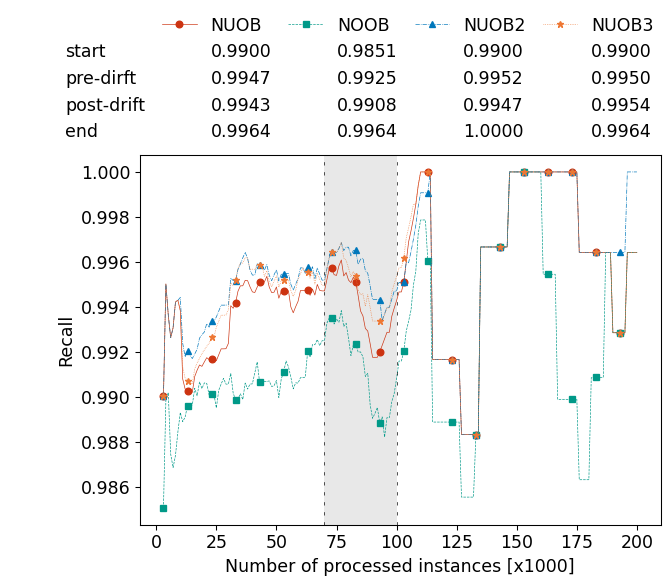 NUOB NOOB NUOB2 NUOB3
start 0.9900 0.9851 0.9900 0.9900
pre-dirft 0.9947 0.9925 0.9952 0.9950
post-drift 0.9943 0.9908 0.9947 0.9954
end 0.9964 0.9964 1.0000 0.9964
1.000
0.998
0.996
0.994
0.992
0.990
0.988
0.986
Recall
0 25 50 75 100 125 150 175 200
Number of processed instances [x1000]